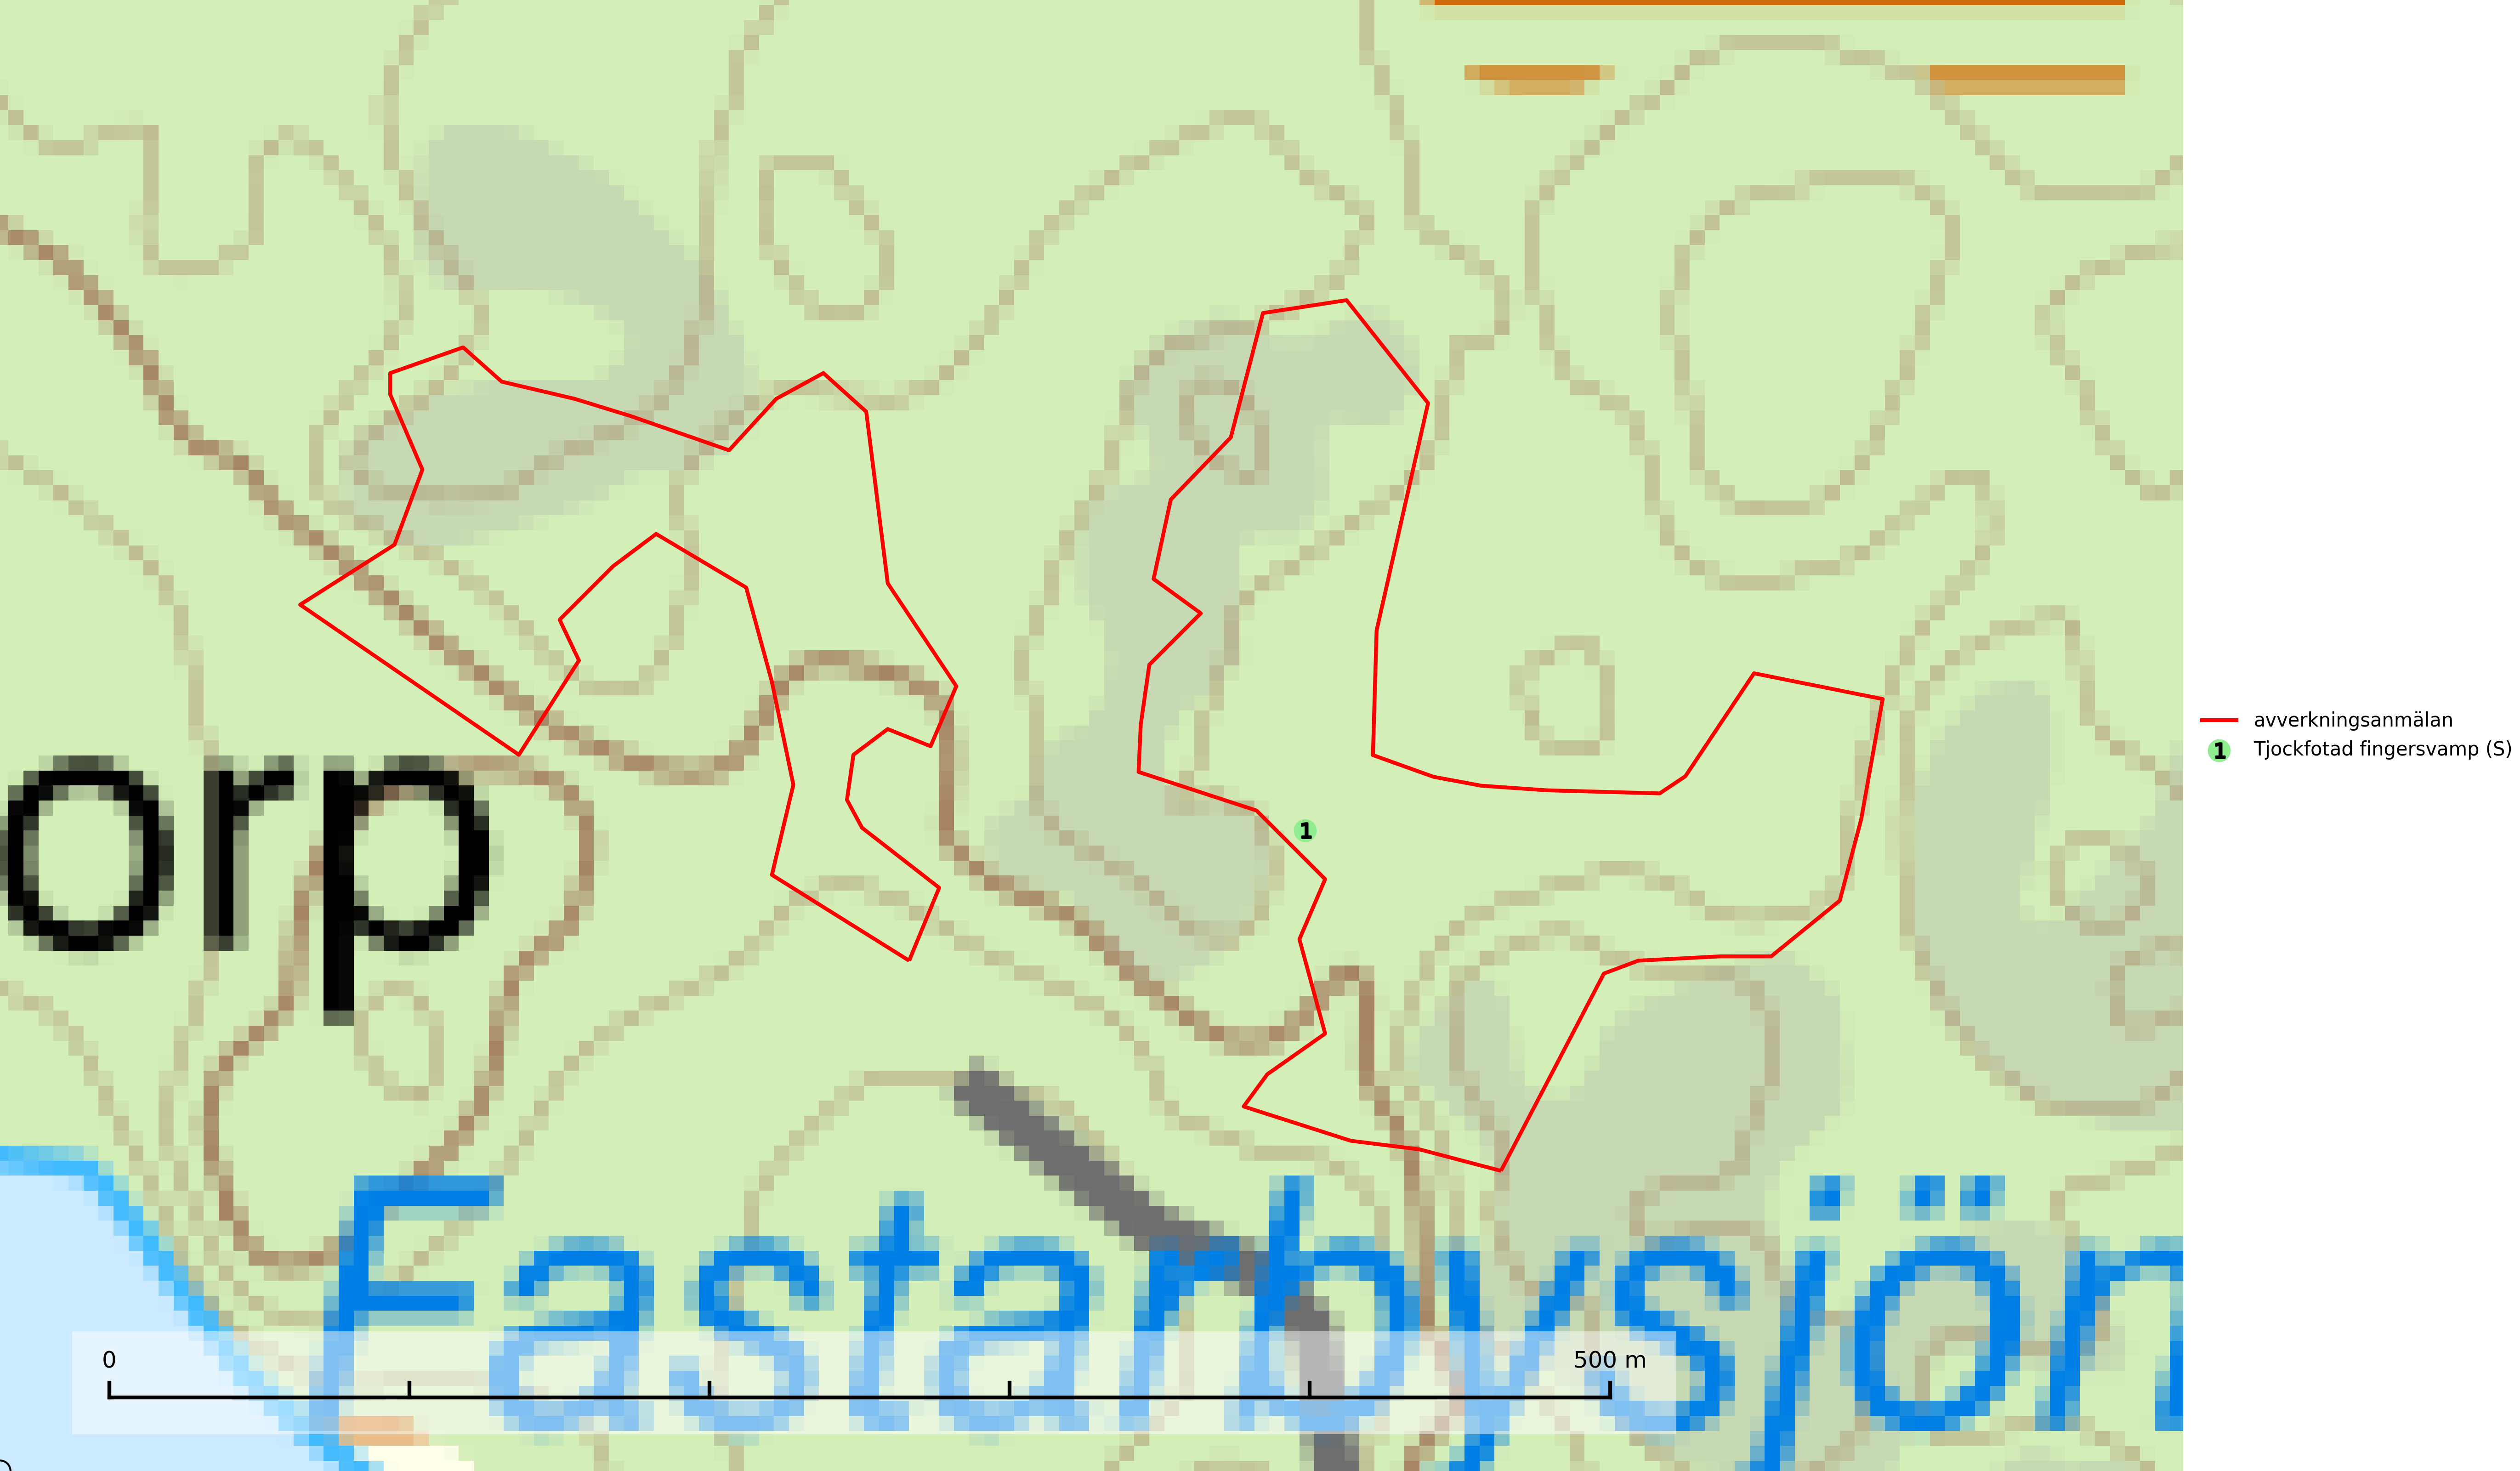 1
orp
Fastarbysjön
0
500 m
avverkningsanmälan
1 Tjockfotad fingersvamp (S)